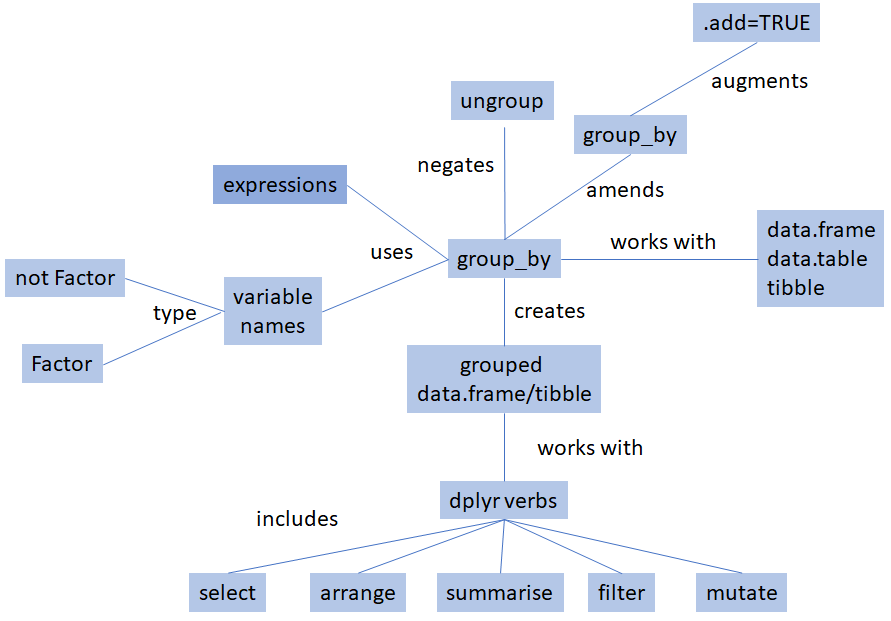 .add=TRUE
augments
ungroup
group_by
negates
amends
expressions
uses
group_by
works with
data.frame
data.table
tibble
not Factor
type
variable
names
Factor
creates
grouped
data.frame/tibble
works with
dplyr verbs
includes
select
arrange
summarise
filter
mutate